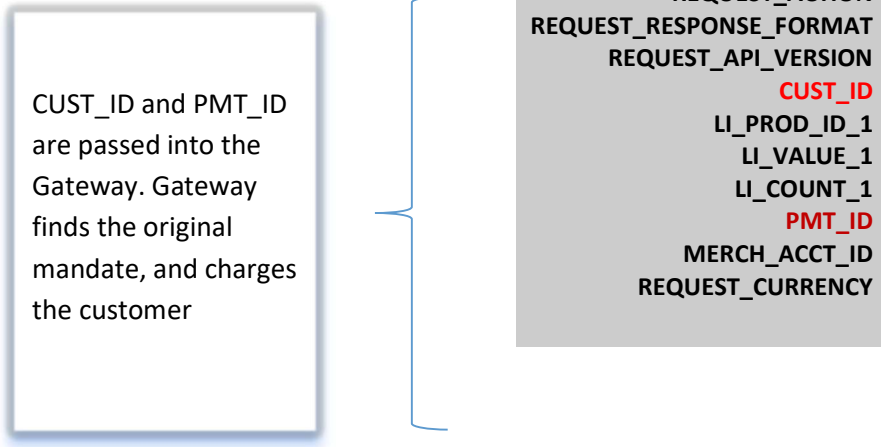 REQUEST_RESPONSE_FORMAT
REQUEST_API_VERSION
CUST_ID
LI_PROD_ID_1
LI_VALUE_1
LI_COUNT_1
PMT_ID
MERCH_ACCT_ID
REQUEST_CURRENCY
CUST_ID and PMT_ID
are passed into the
Gateway. Gateway
finds the original
mandate, and charges
the customer